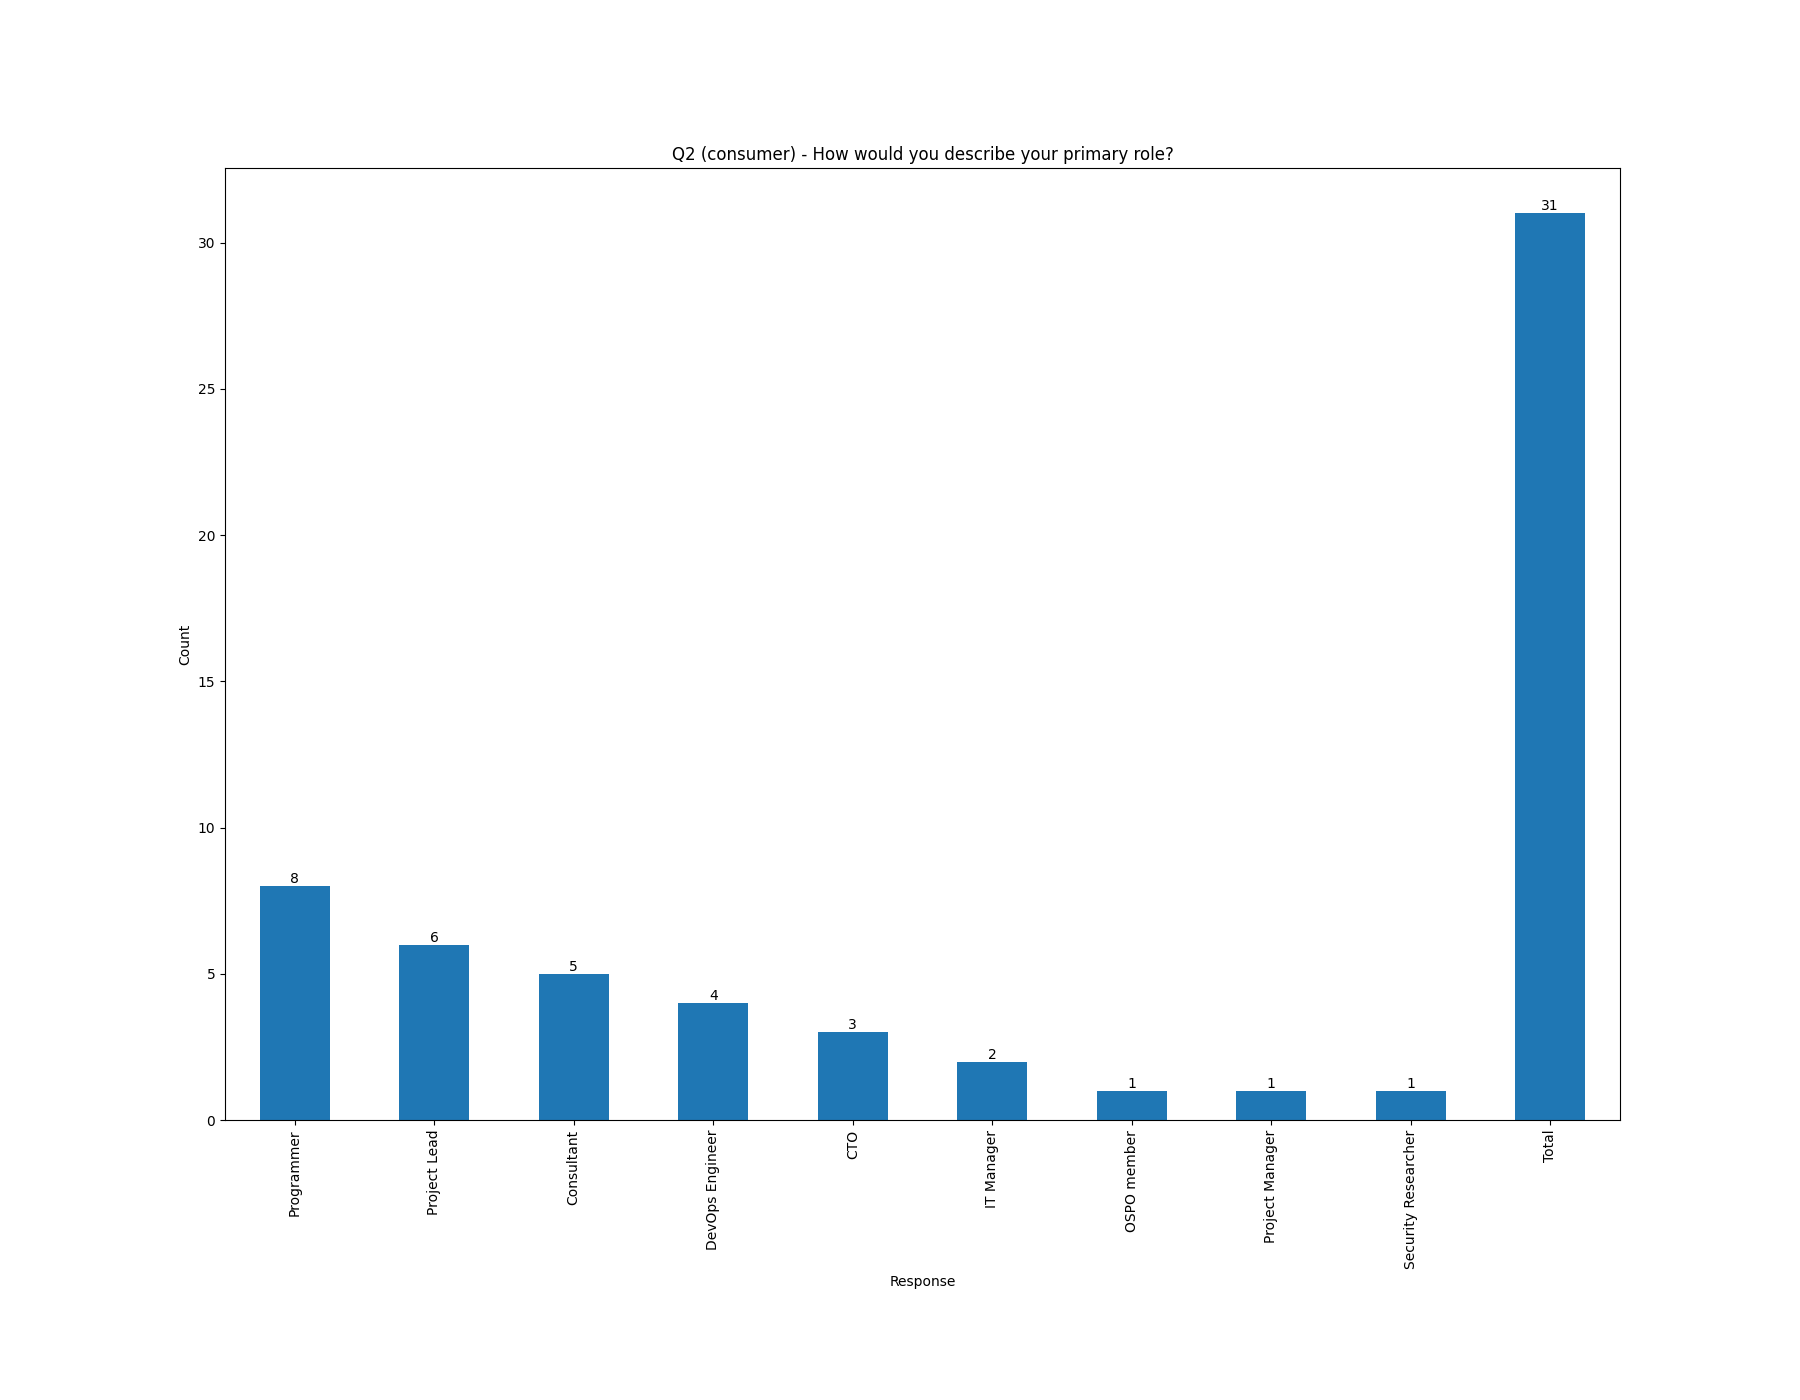 Q2 (consumer) - How would you describe your primary role?
Count
30
25
20
15
10
5
0
8
6
5
4
3
2
1
1
1
31
Programmer
Project Lead
Consultant
DevOps Engineer
CTO
IT Manager
OSPO member
Project Manager
Security Researcher
Total
Response